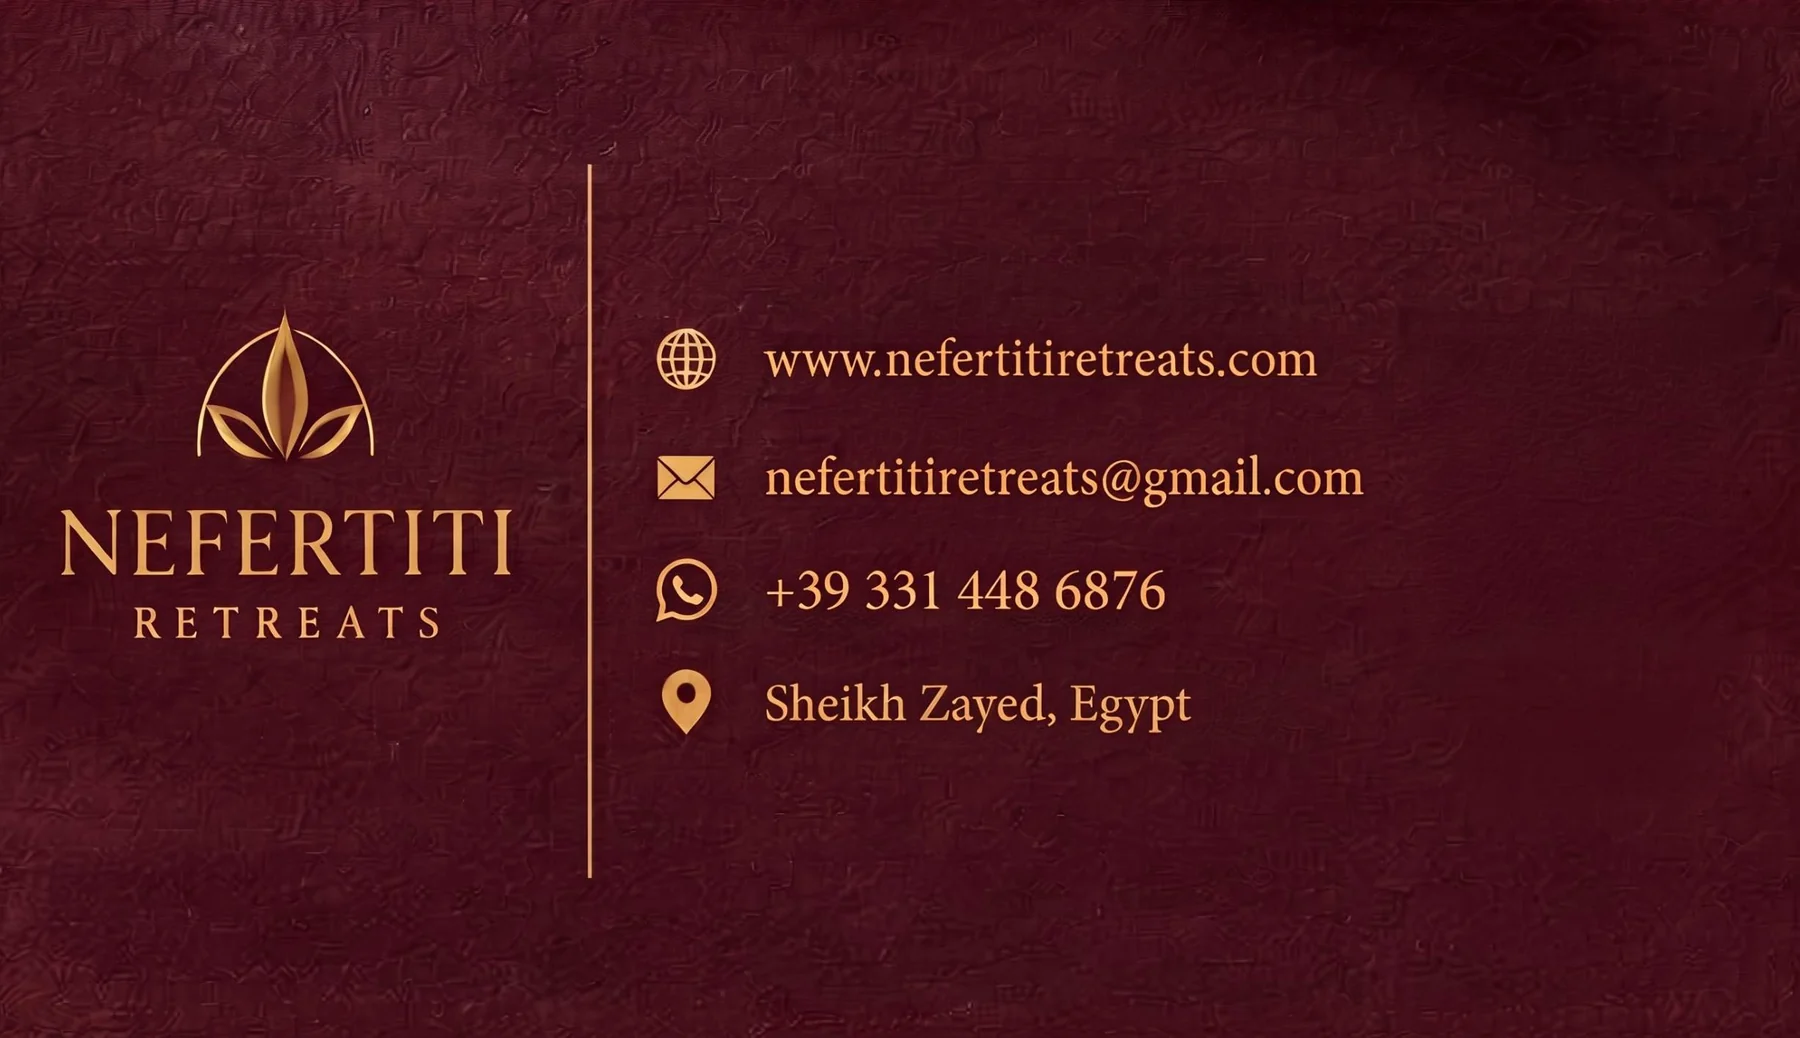 NEFERTITI
RETREATS
www.nefertitiretreats.com
nefertitiretreats@gmail.com
+39 331 448 6876
Sheikh Zayed, Egypt